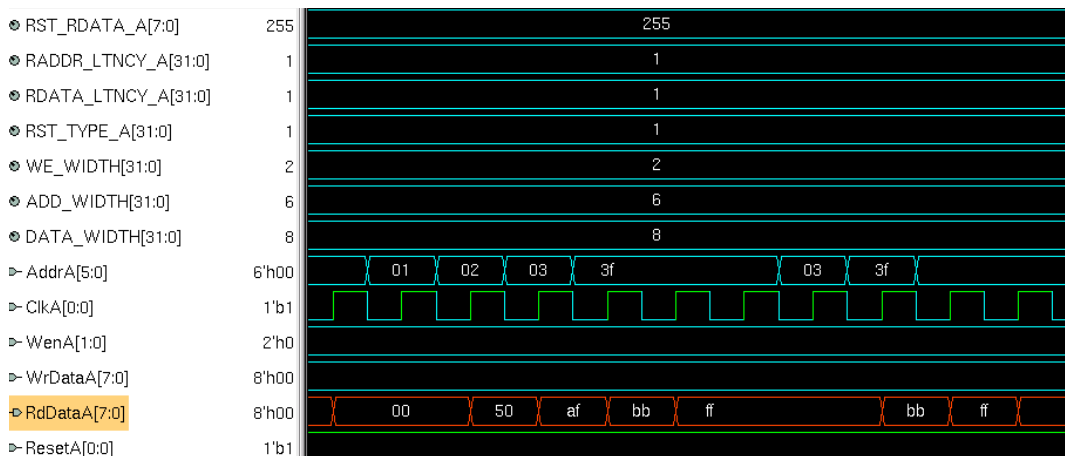 RST_RDATA_A[7:0] 255 255
RADDR_LTNCY_A[31:0] 1 1
RDATA_LTNCY_A[31:0] 1 1
RST_TYPE_A[31:0] 1 1
WE_WIDTH[31:0] 2 2
ADD_WIDTH[31:0] 6 6
DATA_WIDTH[31:0] 8 8
AddrA[5:0] 6'h00 01 02 03 3f 03 3f
ClkA[0:0] 1'b1
WenA[1:0] 2'h0
WrDataA[7:0] 8'h00
RdDataA[7:0] 8'h00 00 50 af bb ff bb ff
ResetA[0:0] 1'b1